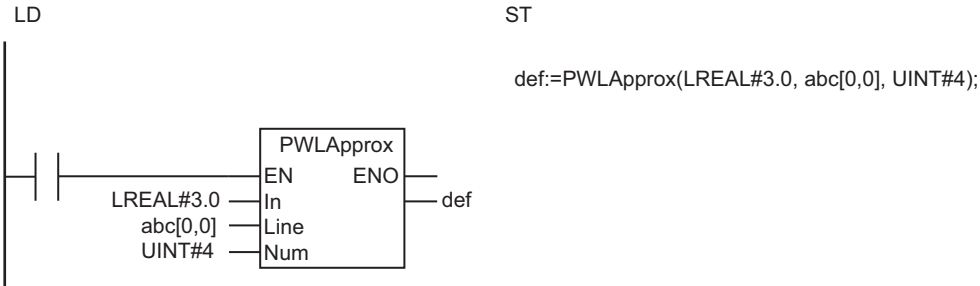 LD
ST
def:=PWLApprox(LREAL#3.0, abc[0,0], UINT#4);
PWLApprox
EN ENO
LREAL#3.0 In def
abc[0,0] Line
UINT#4 Num